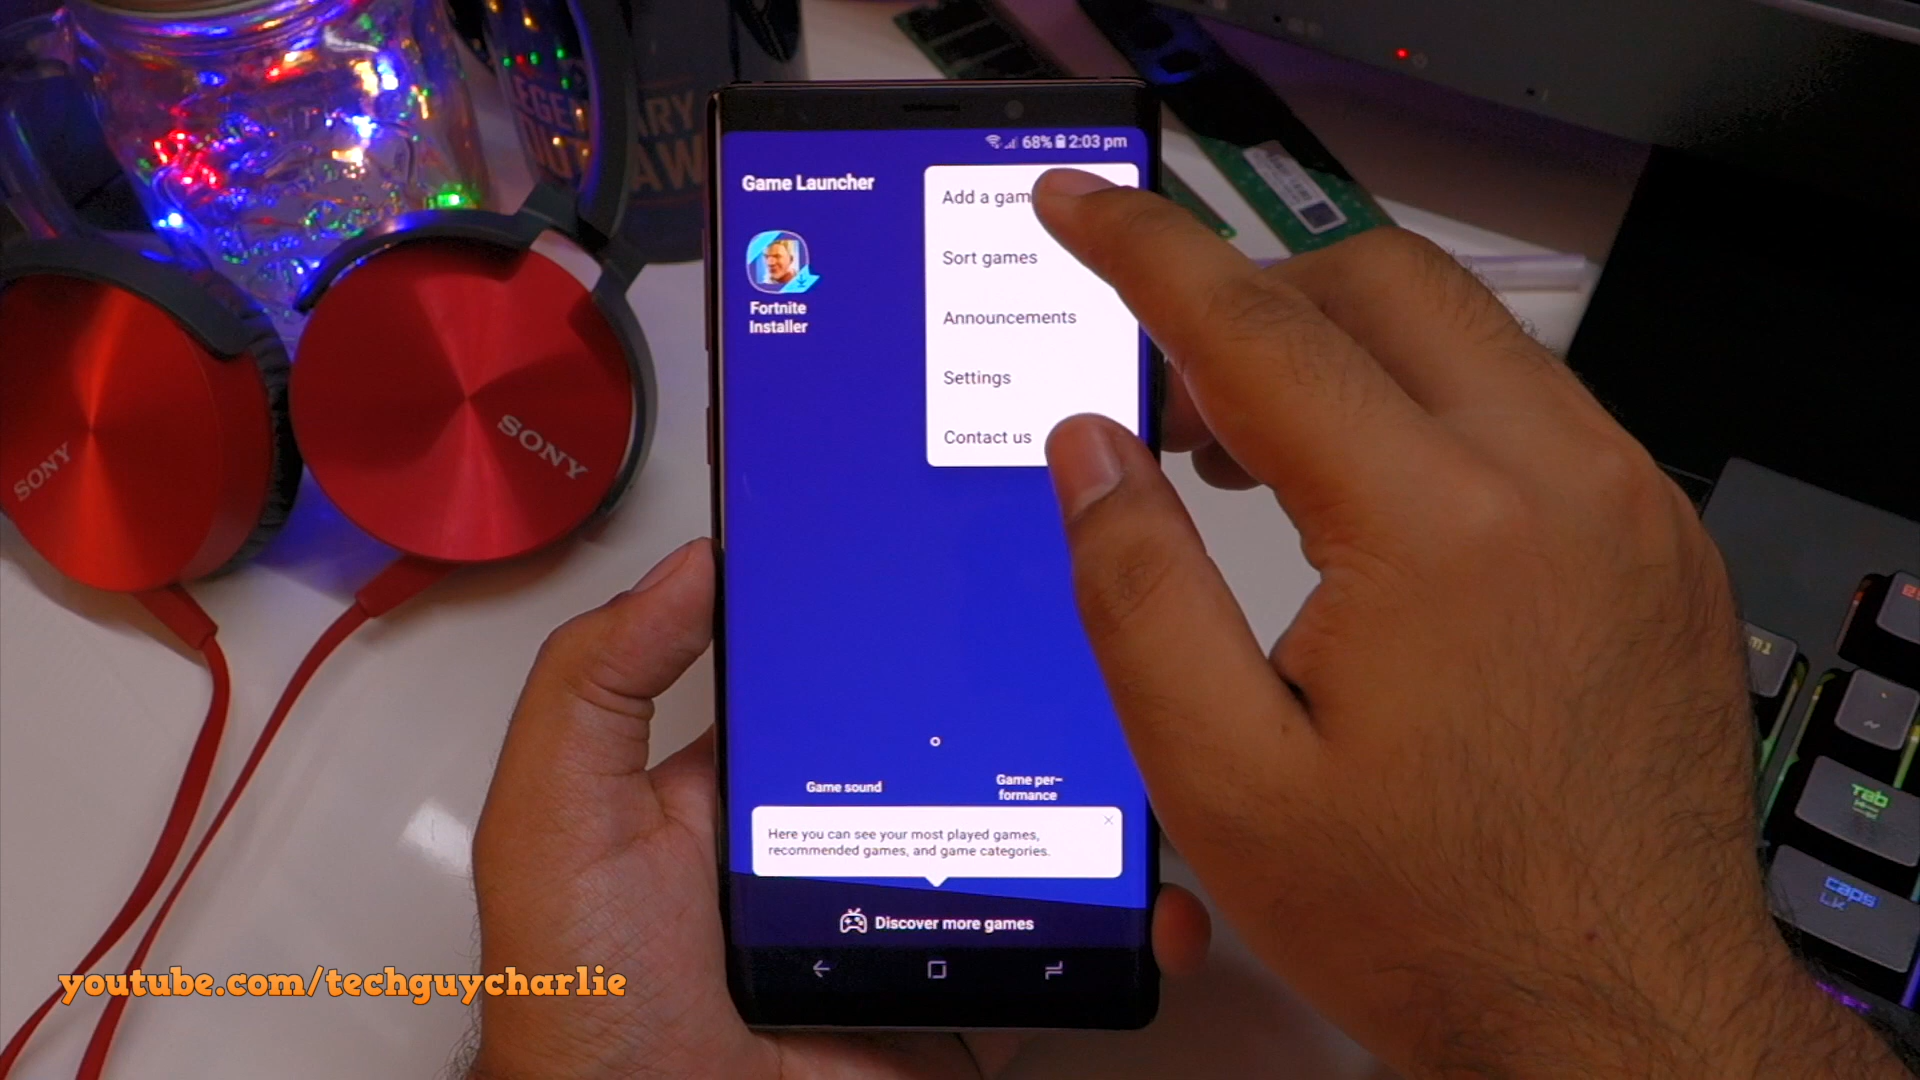 68% 2:03 pm
Game Launcher
Add a gam
Sort games
Announcements
Settings
Contact us
Fortnite
Installer
Game sound
Game per-
formance
Here you can see your most played games,
recommended games, and game categories.
Discover more games
SONY
SONY
Tab
caps
LK
youtube.com/techguycharlie